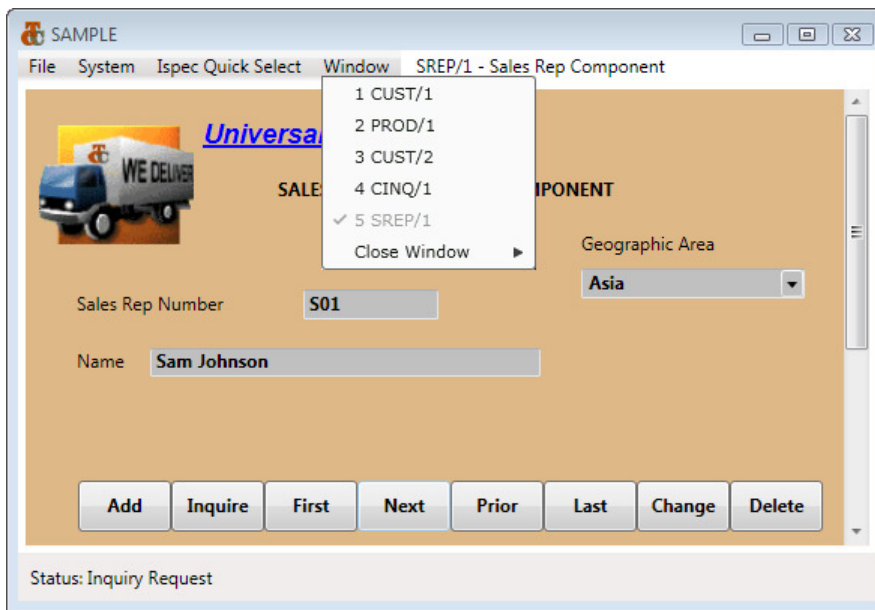 SAMPLE
File System Ispec Quick Select Window SREP/1 - Sales Rep Component
1 CUST/1
2 PROD/1
3 CUST/2
4 CINQ/1
5 SREP/1
Close Window
Universa
WE DELIVER
SALE
MPONENT
Geographic Area
Asia
Sales Rep Number S01
Name Sam Johnson
Add Inquire First Next Prior Last Change Delete
Status: Inquiry Request